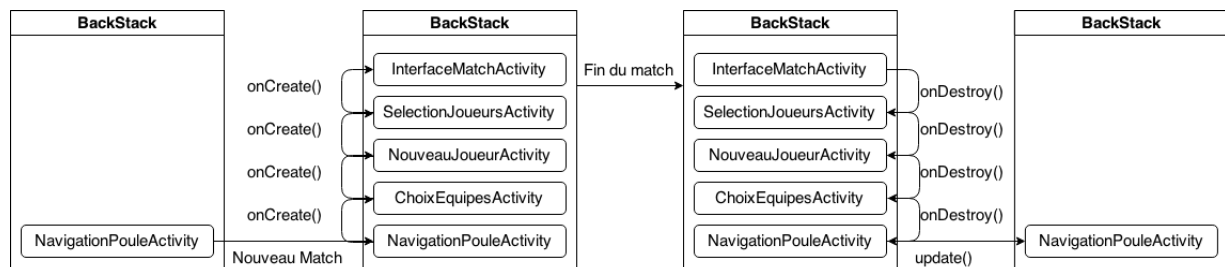 BackStack
NavigationPouleActivity
onCreate()
onCreate()
onCreate()
onCreate()
Nouveau Match
BackStack
InterfaceMatchActivity
SelectionJoueursActivity
NouveauJoueurActivity
ChoixEquipesActivity
NavigationPouleActivity
Fin du match
BackStack
InterfaceMatchActivity
SelectionJoueursActivity
NouveauJoueurActivity
ChoixEquipesActivity
NavigationPouleActivity
onDestroy()
onDestroy()
onDestroy()
onDestroy()
update()
BackStack
NavigationPouleActivity